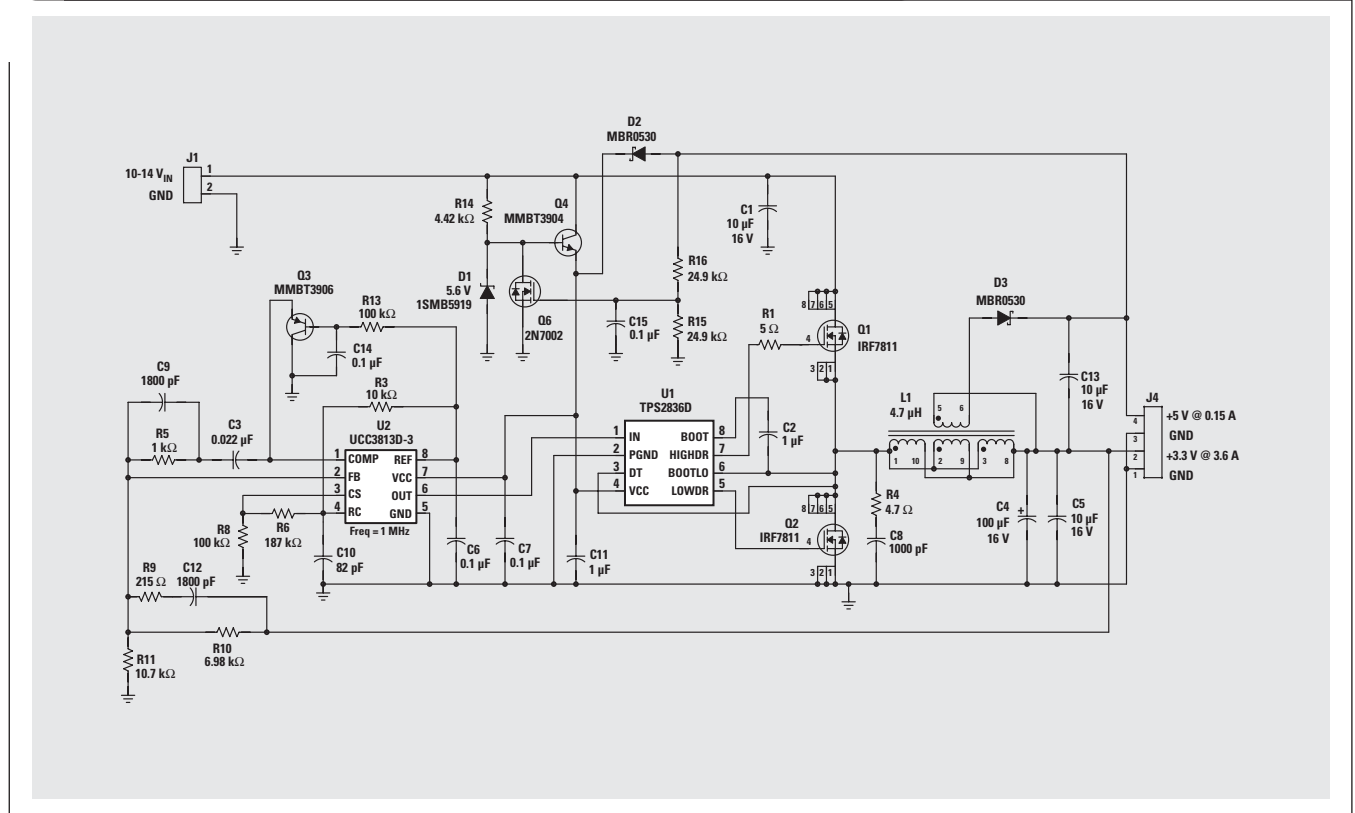 D2
MBR0530
J1
10-14 V_IN
1
GND
2
R14
4.42 kΩ
Q4
MMBT3904
C1
10 µF
16 V
R16
24.9 kΩ
D1
5.6 V
1SMB5919
Q6
2N7002
C15
0.1 µF
R15
24.9 kΩ
Q3
MMBT3906
R13
100 kΩ
C14
0.1 µF
8 7 6 5
R1
5 Ω
4
Q1
IRF7811
3 2 1
D3
MBR0530
C9
1800 pF
R3
10 kΩ
R5
1 kΩ
C3
0.022 µF
U2
UCC3813D-3
1 COMP REF 8
2 FB VCC 7
3 CS OUT 6
4 RC GND 5
Freq = 1 MHz
U1
TPS2836D
1 IN BOOT 8
2 PGND HIGHDR 7
3 DT BOOTLO 6
4 VCC LOWDR 5
C2
1 µF
L1
4.7 µH
5 6
1 10 2 9 3 8
C13
10 µF
16 V
J4
4 +5 V @ 0.15 A
3 GND
2 +3.3 V @ 3.6 A
1 GND
R8
100 kΩ
R6
187 kΩ
C10
82 pF
C6
0.1 µF
C7
0.1 µF
C11
1 µF
8 7 6 5
Q2
IRF7811
4
3 2 1
R4
4.7 Ω
C8
1000 pF
C4
100 µF
16 V
+
C5
10 µF
16 V
R9
215 Ω
C12
1800 pF
R10
6.98 kΩ
R11
10.7 kΩ